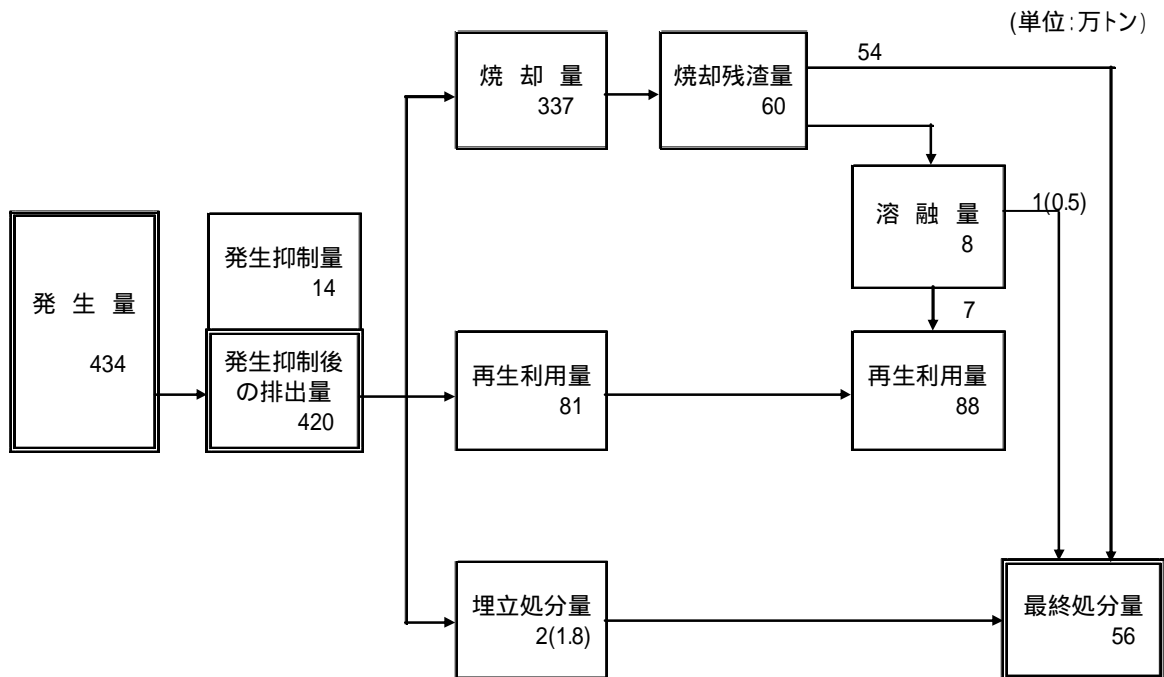 (単位:万トン)
54
焼 却 量
337
焼却残渣量
60
溶 融 量
8
1(0.5)
7
発 生 量
434
発生抑制量
14
発生抑制後
の排出量
420
再生利用量
81
再生利用量
88
埋立処分量
2(1.8)
最終処分量
56